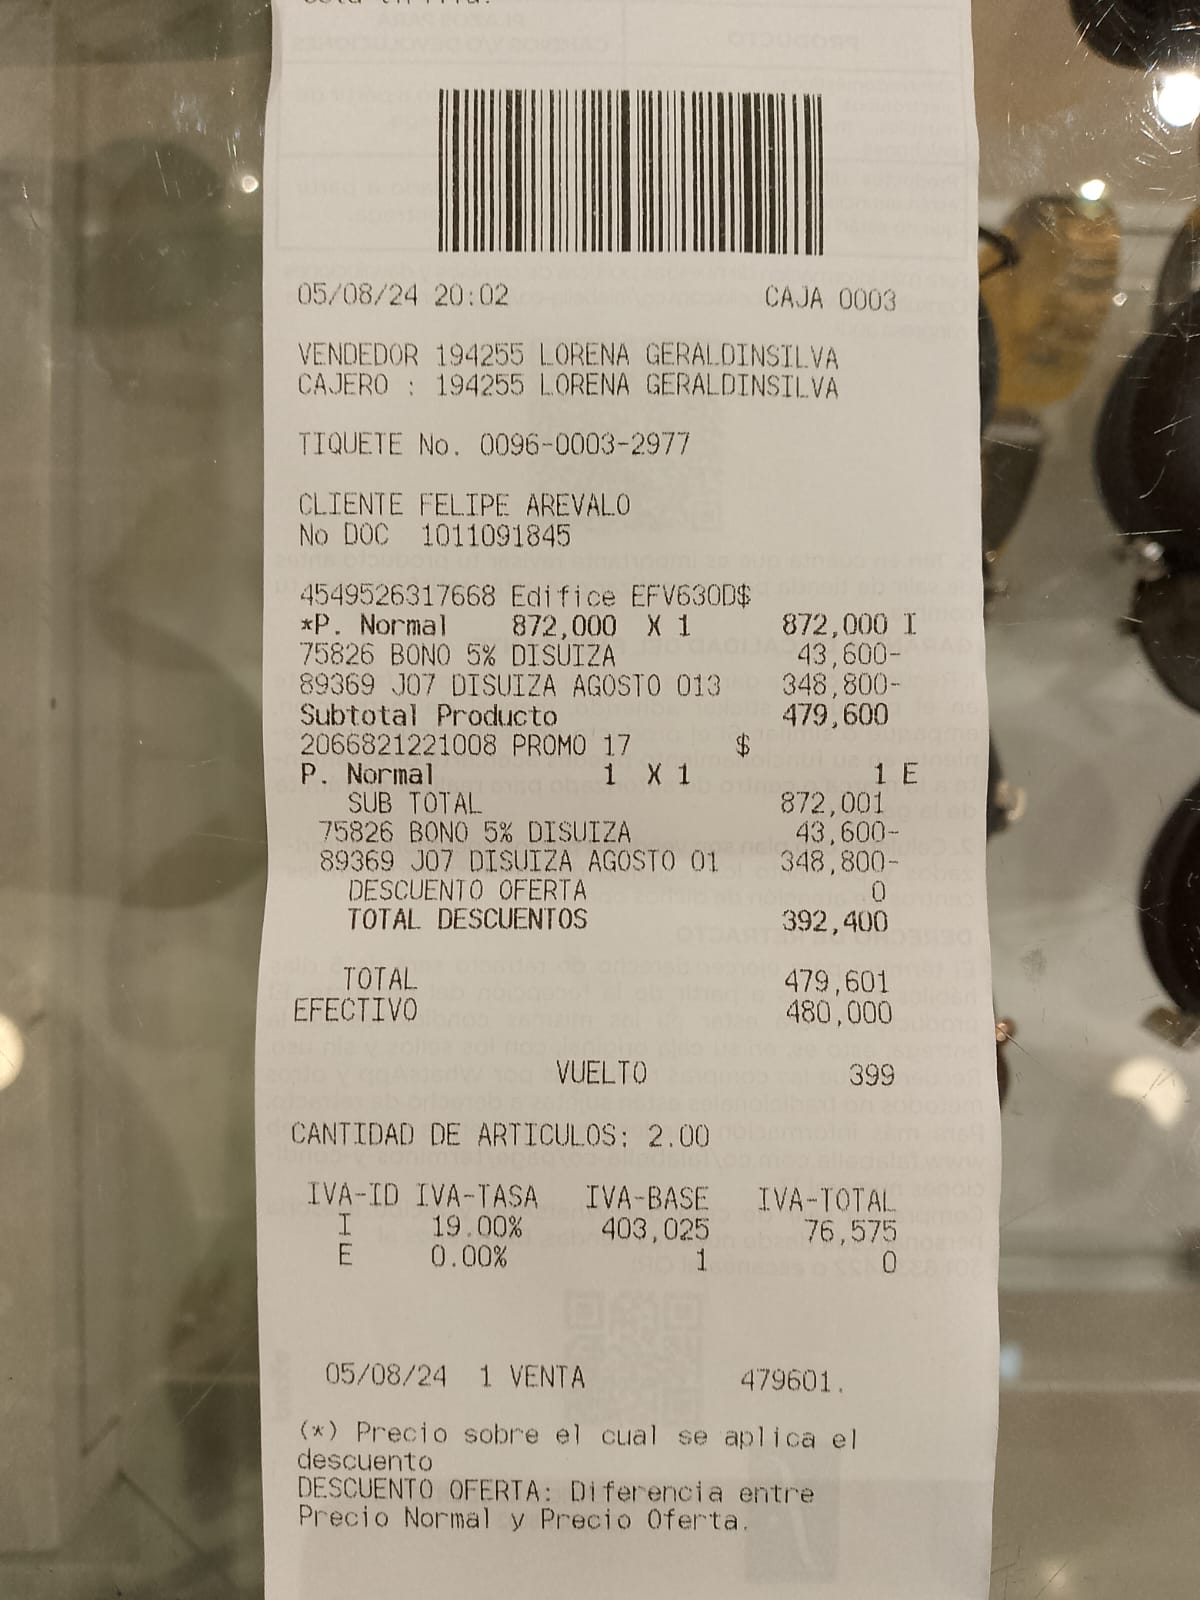 05/08/24 20:02 CAJA 0003
VENDEDOR 194255 LORENA GERALDINSILVA
CAJERO : 194255 LORENA GERALDINSILVA
TIQUETE No. 0096-0003-2977
CLIENTE FELIPE AREVALO
No DOC 1011091845
4549526317668 Edifice EFV630D$
*P. Normal 872,000 X 1 872,000 I
75826 BONO 5% DISUIZA 43,600-
89369 J07 DISUIZA AGOSTO 013 348,800-
Subtotal Producto 479,600
2066821221008 PROMO 17 $
P. Normal 1 X 1 1 E
SUB TOTAL 872,001
75826 BONO 5% DISUIZA 43,600-
89369 J07 DISUIZA AGOSTO 01 348,800-
DESCUENTO OFERTA 0
TOTAL DESCUENTOS 392,400
TOTAL 479,601
EFECTIVO 480,000
VUELTO 399
CANTIDAD DE ARTICULOS: 2.00
IVA-ID IVA-TASA IVA-BASE IVA-TOTAL
I 19.00% 403,025 76,575
E 0.00% 1 0
05/08/24 1 VENTA 479601.
(*) Precio sobre el cual se aplica el
descuento
DESCUENTO OFERTA: Diferencia entre
Precio Normal y Precio Oferta.